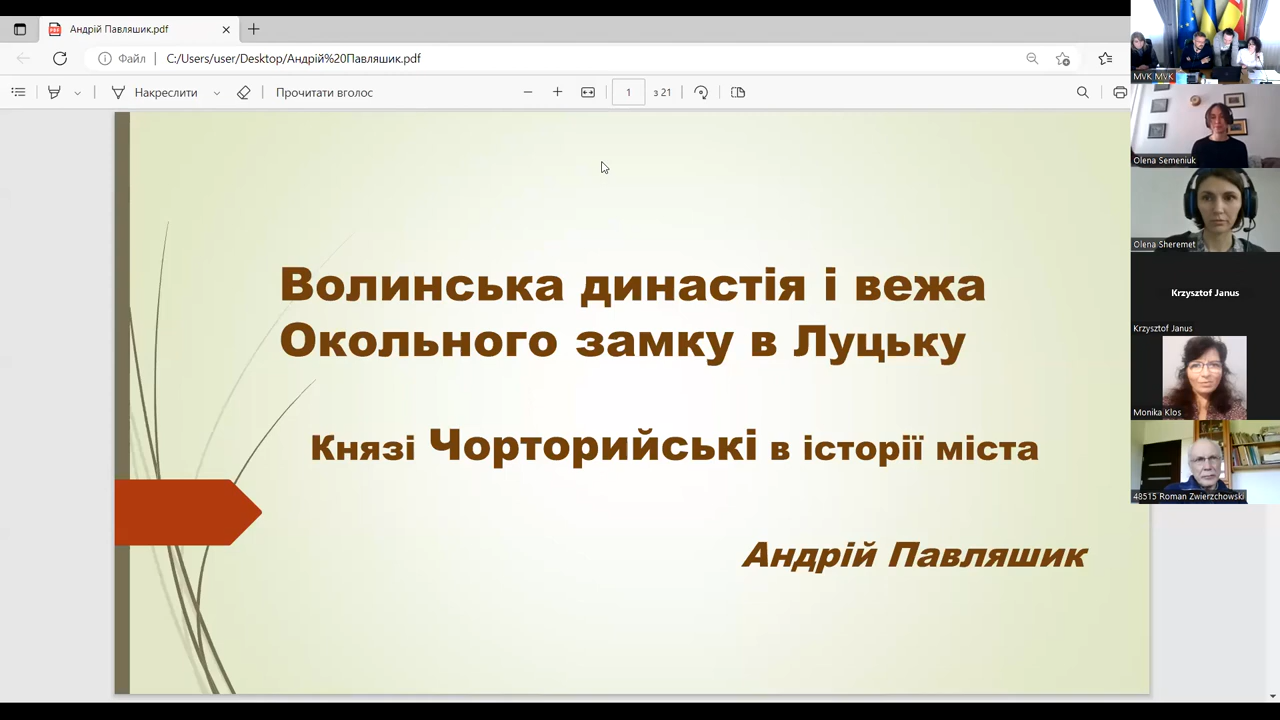 Андрій Павляшик.pdf
Файл
C:/Users/user/Desktop/Андрій%20Павляшик.pdf
Накреслити
Прочитати вголос
1
з 21
Волинська династія і вежа
Окольного замку в Луцьку
Князі Чорторийські в історії міста
Андрій Павляшик
MVK MVK
Olena Semeniuk
Olena Sheremet
Krzysztof Janus
Krzysztof Janus
Monika Klos
48515 Roman Zwierzchowski